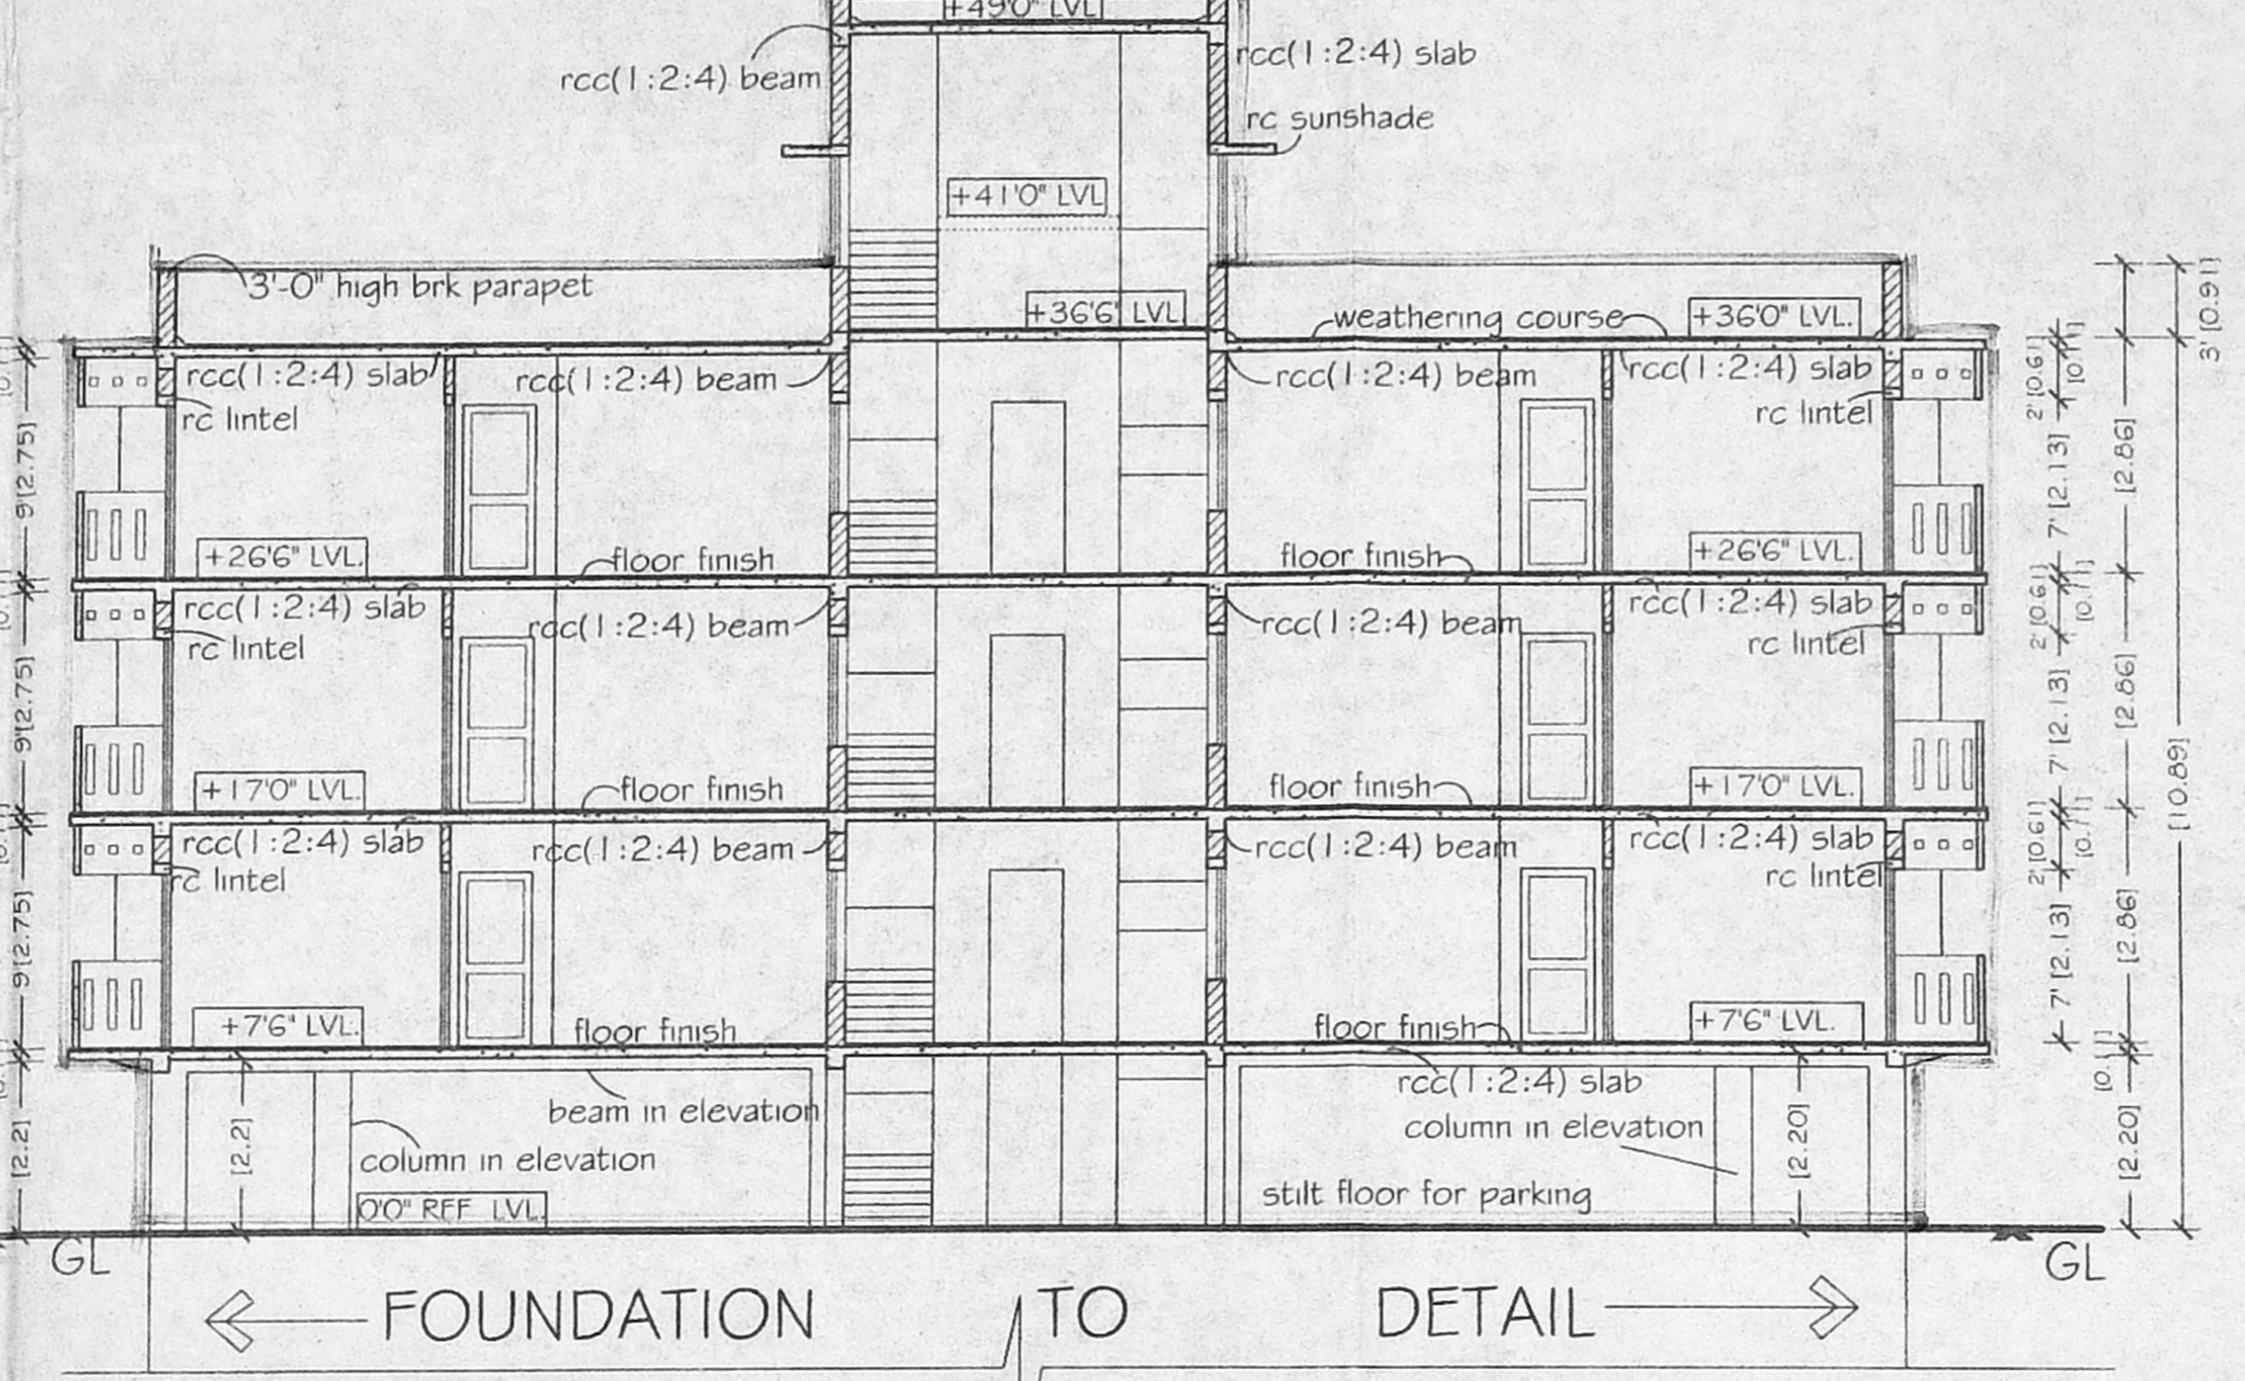 +49'0" LVL
rcc(1:2:4) beam
rcc(1:2:4) slab
rc sunshade
+41'0" LVL
3'-0" high brk parapet
+36'6" LVL
weathering course
+36'0" LVL.
3' [0.91]
rcc(1:2:4) slab
rcc(1:2:4) beam
rcc(1:2:4) beam
rcc(1:2:4) slab
rc lintel
rc lintel
2' [0.61]
9'[2.75]
7' [2.13]
[2.86]
+26'6" LVL.
floor finish
floor finish
+26'6" LVL.
rcc(1:2:4) slab
rcc(1:2:4) beam
rcc(1:2:4) beam
rcc(1:2:4) slab
rc lintel
rc lintel
2' [0.61]
[0.11]
9'[2.75]
7' [2.13]
[2.86]
[10.89]
+17'0" LVL.
floor finish
floor finish
+17'0" LVL.
rcc(1:2:4) slab
rcc(1:2:4) beam
rcc(1:2:4) beam
rcc(1:2:4) slab
rc lintel
rc lintel
2' [0.61]
[0.11]
9'[2.75]
7' [2.13]
[2.86]
+7'6" LVL.
floor finish
floor finish
+7'6" LVL.
rcc(1:2:4) slab
beam in elevation
column in elevation
[2.2]
[2.2]
[2.20]
[2.20]
column in elevation
stilt floor for parking
0'0" REF LVL.
GL
GL
FOUNDATION TO DETAIL